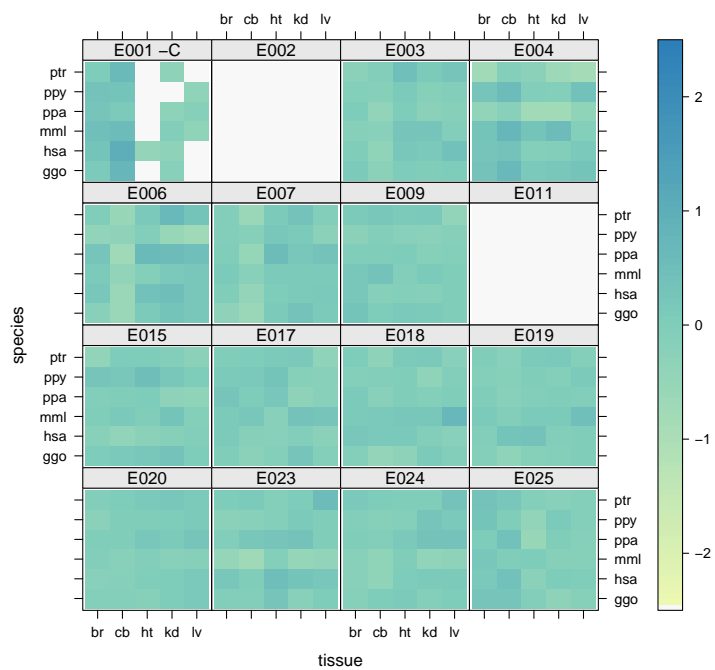 br cb ht kd lv br cb ht kd lv
E001 −C E002 E003 E004
ptr
ppy
ppa
mml
hsa
ggo
E006 E007 E009 E011
ptr
ppy
ppa
mml
hsa
ggo
E015 E017 E018 E019
ptr
ppy
ppa
mml
hsa
ggo
E020 E023 E024 E025
ptr
ppy
ppa
mml
hsa
ggo
br cb ht kd lv br cb ht kd lv
tissue
species
2
1
0
−1
−2